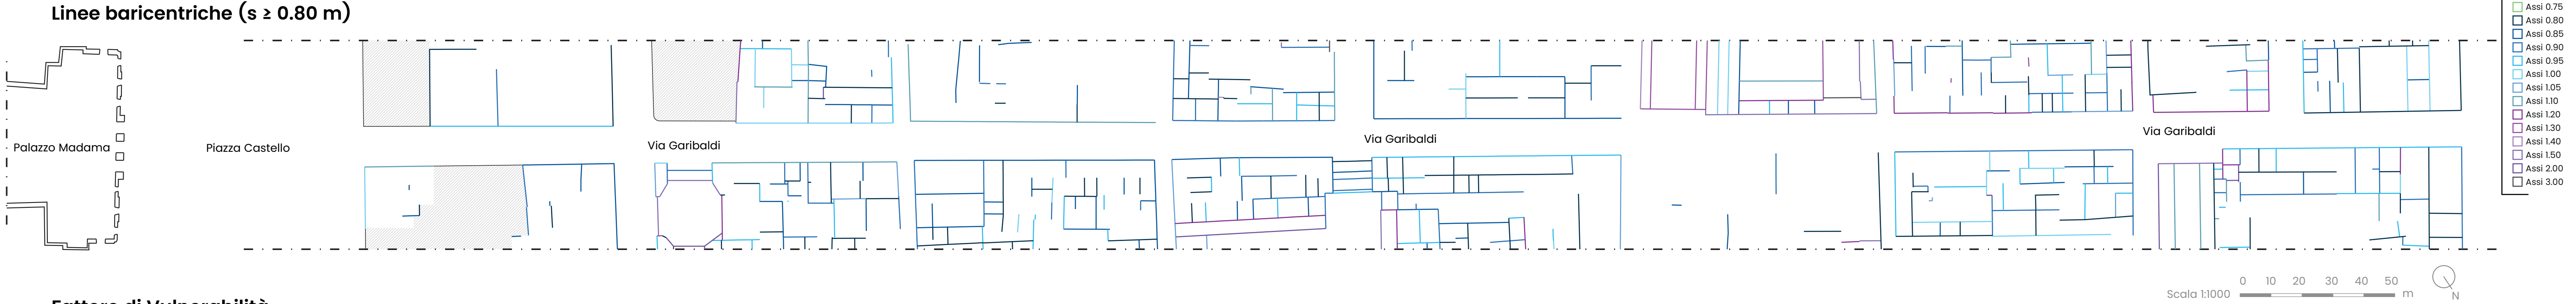 Linee baricentriche (s ≥ 0.80 m)
Assi 0.75
Assi 0.80
Assi 0.85
Assi 0.90
Assi 0.95
Assi 1.00
Assi 1.05
Assi 1.10
Assi 1.20
Assi 1.30
Assi 1.40
Assi 1.50
Assi 2.00
Assi 3.00
Palazzo Madama
Piazza Castello
Via Garibaldi
Via Garibaldi
Via Garibaldi
0 10 20 30 40 50
Scala 1:1000 m
N
Fattore di Vulnerabilità